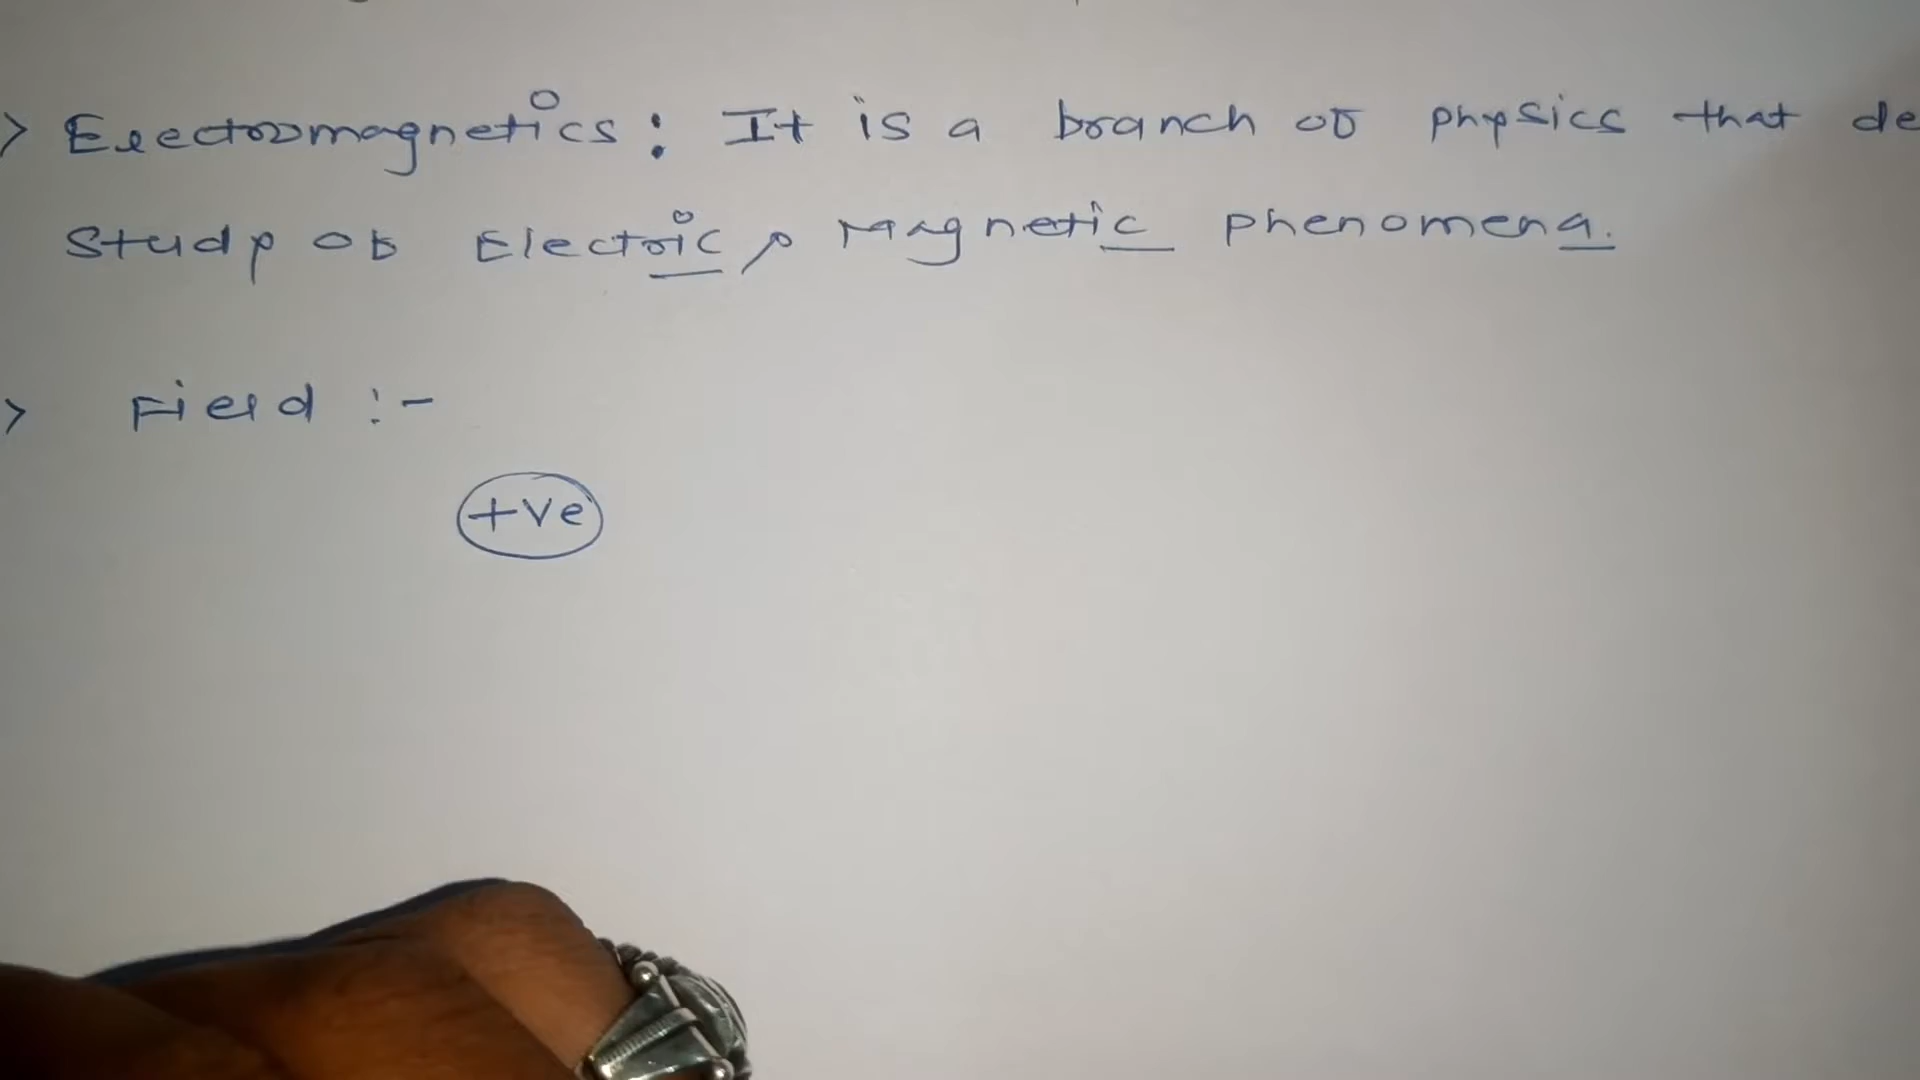 > Electromagnetics: It is a branch of physics that de
Study of Electric, Magnetic phenomena.
> Field :-
+ve